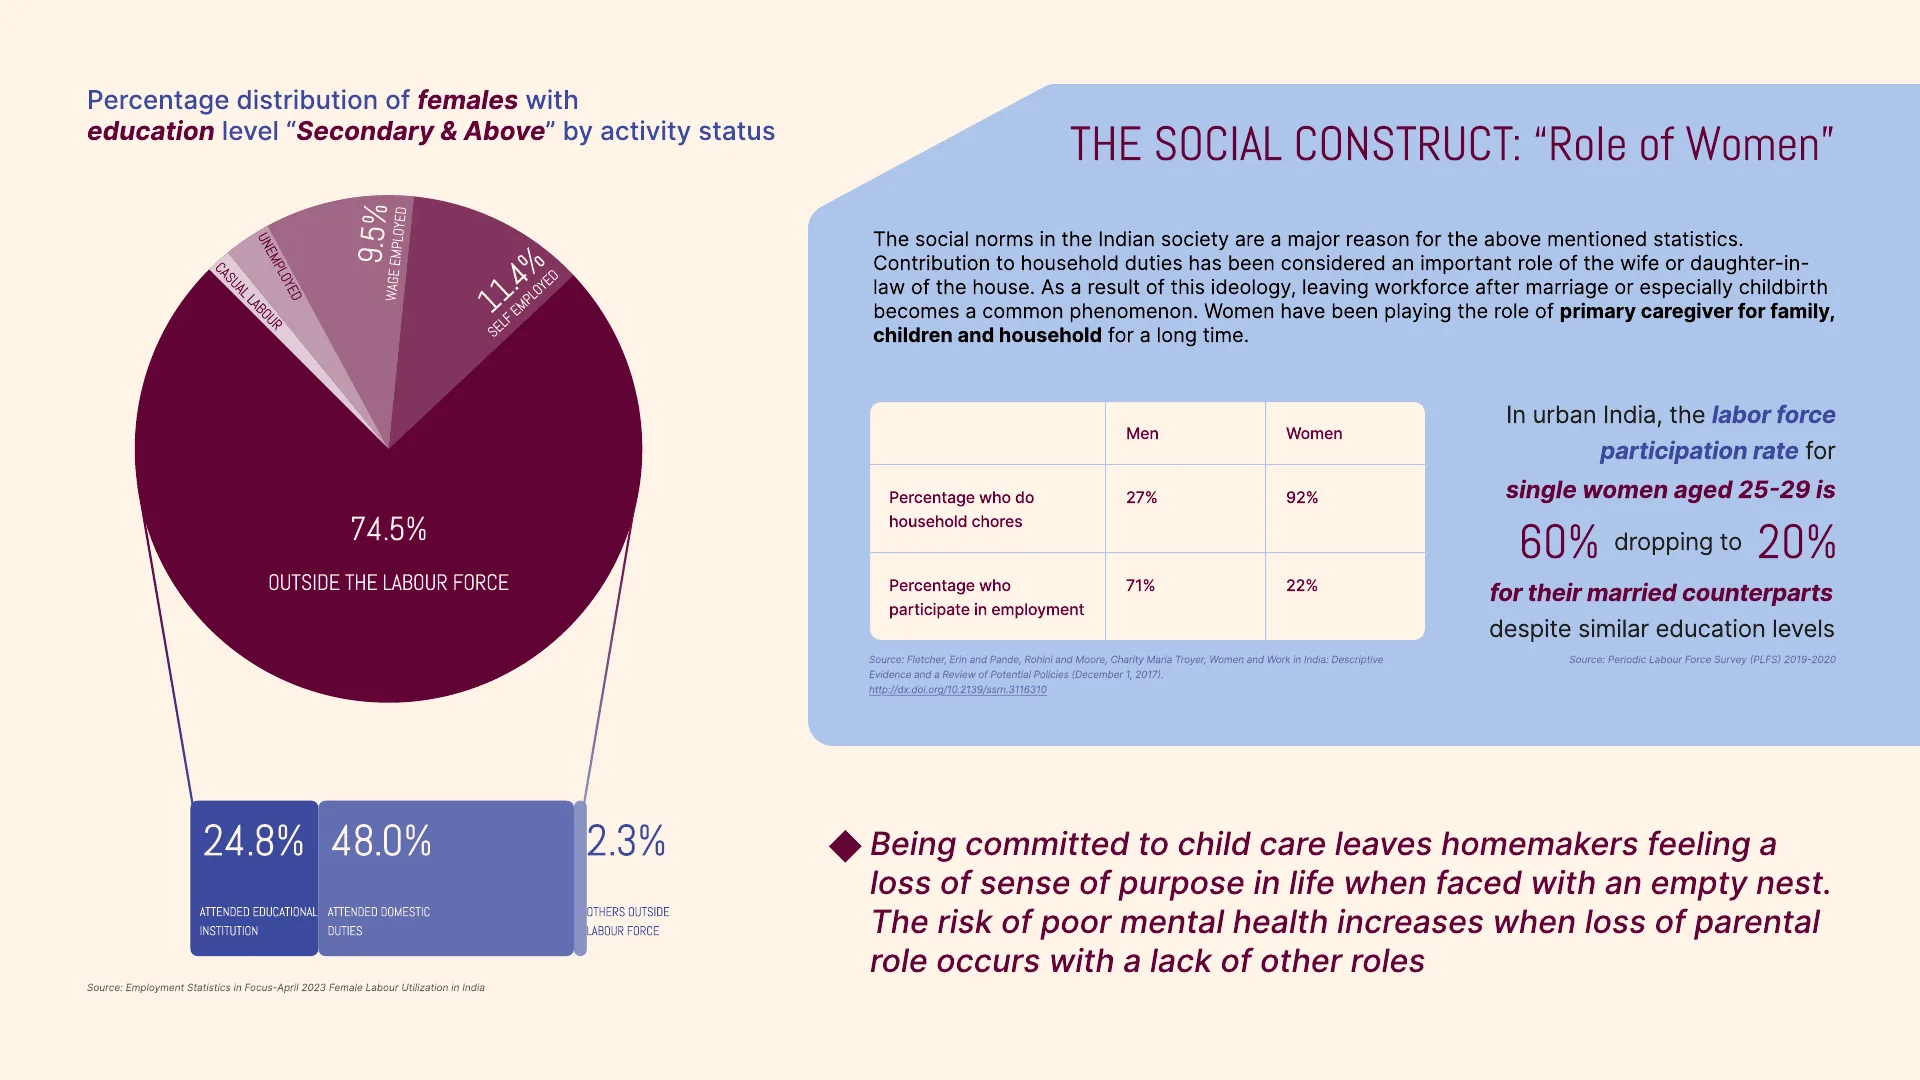 Percentage distribution of females with
education level “Secondary & Above” by activity status
CASUAL LABOUR
UNEMPLOYED
9.5%
WAGE EMPLOYED
11.4%
SELF EMPLOYED
74.5%
OUTSIDE THE LABOUR FORCE
24.8%
ATTENDED EDUCATIONAL
INSTITUTION
48.0%
ATTENDED DOMESTIC
DUTIES
2.3%
OTHERS OUTSIDE
LABOUR FORCE
Source: Employment Statistics in Focus-April 2023 Female Labour Utilization in India
THE SOCIAL CONSTRUCT: “Role of Women”
The social norms in the Indian society are a major reason for the above mentioned statistics.
Contribution to household duties has been considered an important role of the wife or daughter-in-
law of the house. As a result of this ideology, leaving workforce after marriage or especially childbirth
becomes a common phenomenon. Women have been playing the role of primary caregiver for family,
children and household for a long time.
Men Women
Percentage who do
household chores
27% 92%
Percentage who
participate in employment
71% 22%
Source: Fletcher, Erin and Pande, Rohini and Moore, Charity Maria Troyer, Women and Work in India: Descriptive
Evidence and a Review of Potential Policies (December 1, 2017).
http://dx.doi.org/10.2139/ssrn.3116310
In urban India, the labor force
participation rate for
single women aged 25-29 is
60% dropping to 20%
for their married counterparts
despite similar education levels
Source: Periodic Labour Force Survey (PLFS) 2019-2020
Being committed to child care leaves homemakers feeling a
loss of sense of purpose in life when faced with an empty nest.
The risk of poor mental health increases when loss of parental
role occurs with a lack of other roles